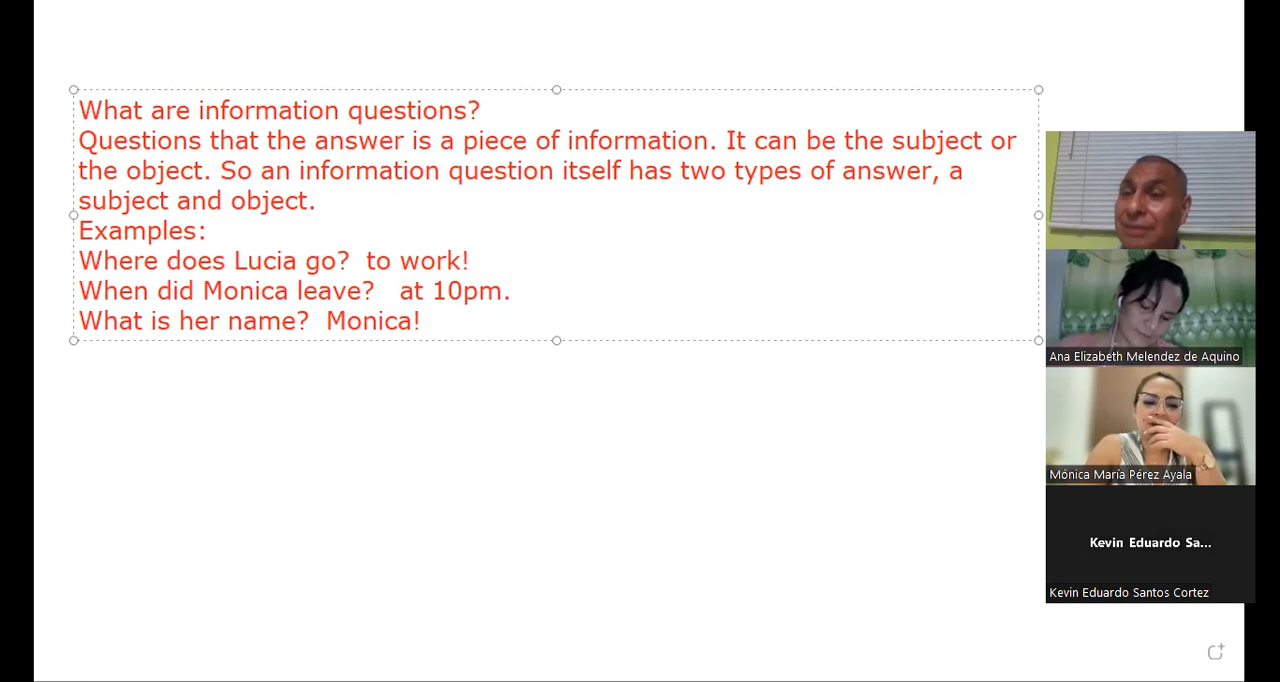 What are information questions?
Questions that the answer is a piece of information. It can be the subject or
the object. So an information question itself has two types of answer, a
subject and object.
Examples:
Where does Lucia go?  to work!
When did Monica leave?   at 10pm.
What is her name?  Monica!
Ana Elizabeth Melendez de Aquino
Mónica María Pérez Ayala
Kevin Eduardo Sa...
Kevin Eduardo Santos Cortez